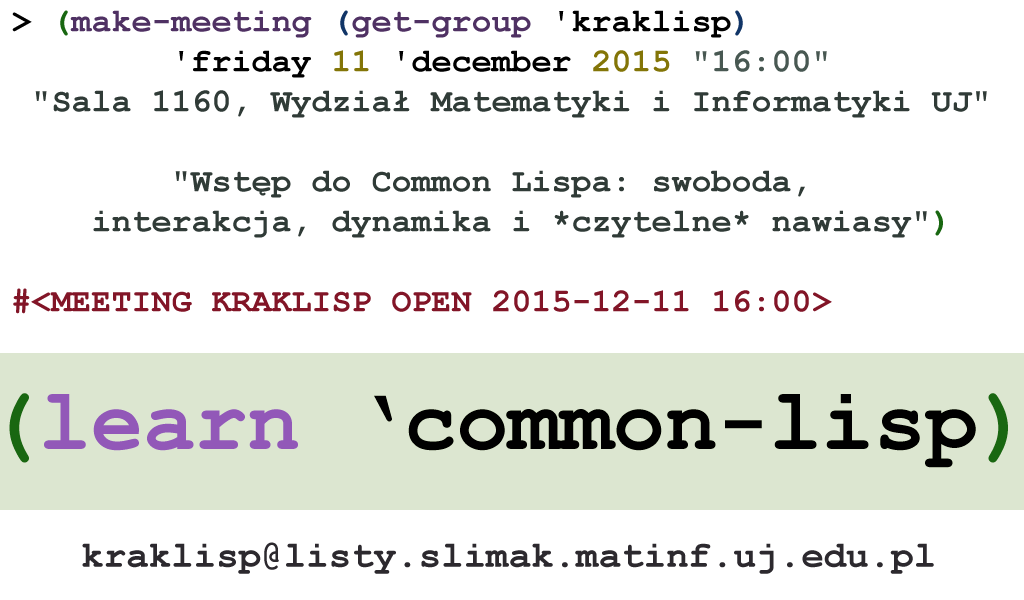 > (make-meeting (get-group 'kraklisp)
'friday 11 'december 2015 "16:00"
"Sala 1160, Wydział Matematyki i Informatyki UJ"
"Wstęp do Common Lispa: swoboda,
interakcja, dynamika i *czytelne* nawiasy")
#<MEETING KRAKLISP OPEN 2015-12-11 16:00>
(learn ‛common-lisp)
kraklisp@listy.slimak.matinf.uj.edu.pl